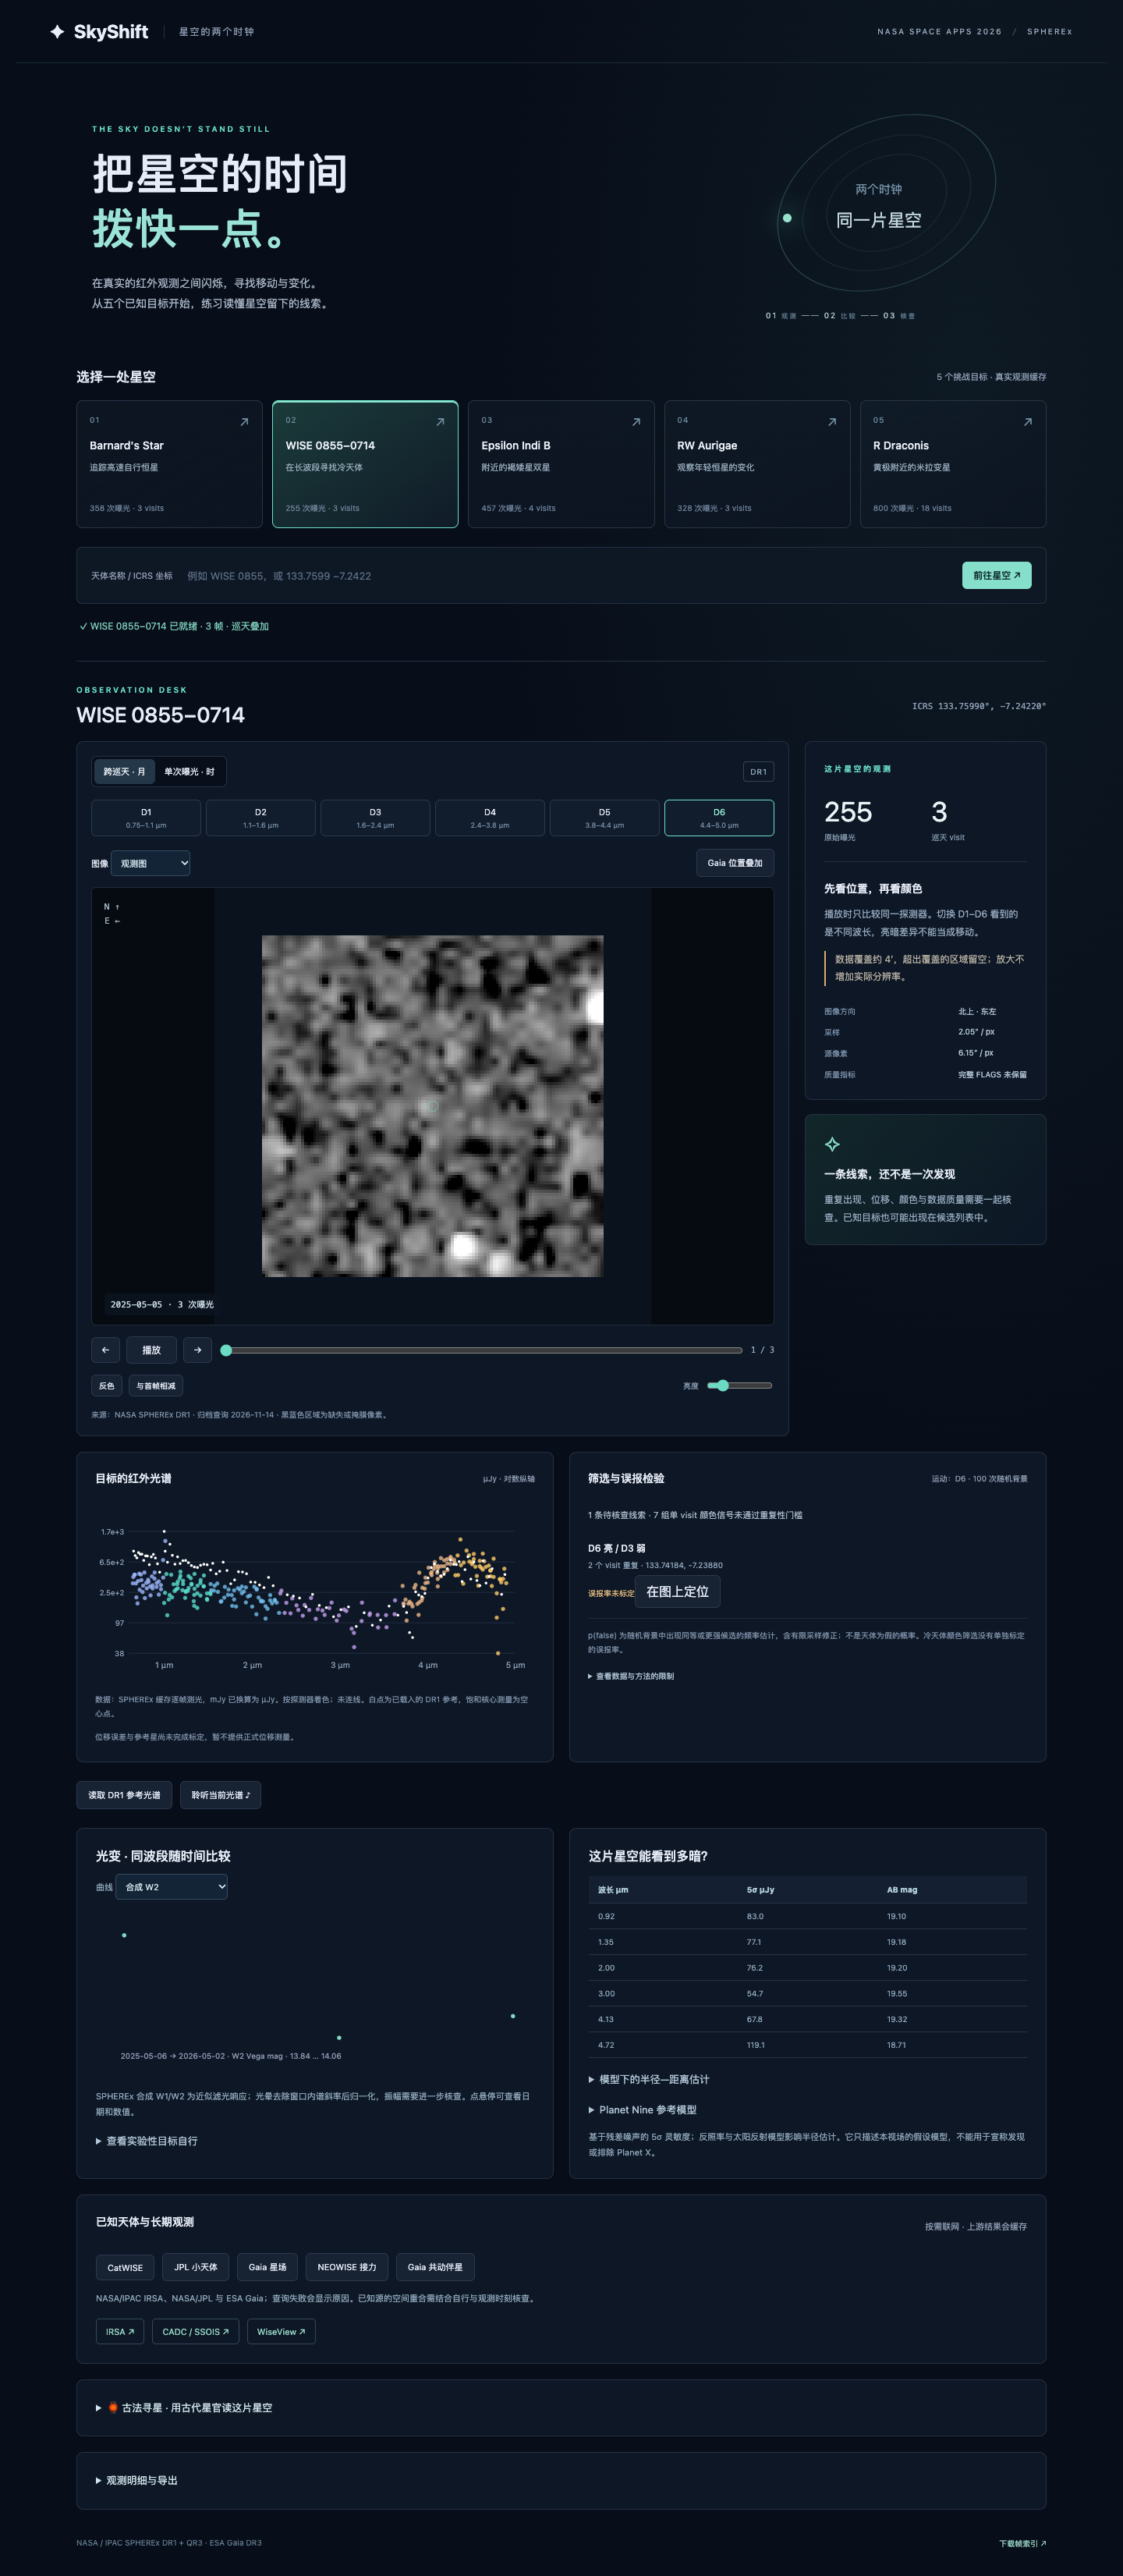 SkyShift
星空的两个时钟
NASA SPACE APPS 2026 / SPHEREx
THE SKY DOESN'T STAND STILL
把星空的时间
拨快一点。
在真实的红外观测之间闪烁，寻找移动与变化。
从五个已知目标开始，练习读懂星空留下的线索。
两个时钟
同一片星空
01 观测 —— 02 比较 —— 03 核查
选择一处星空
5 个挑战目标 · 真实观测缓存
01 ↗
Barnard's Star
追踪高速自行恒星
358 次曝光 · 3 visits
02 ↗
WISE 0855−0714
在长波段寻找冷天体
255 次曝光 · 3 visits
03 ↗
Epsilon Indi B
附近的褐矮星双星
457 次曝光 · 4 visits
04 ↗
RW Aurigae
观察年轻恒星的变化
328 次曝光 · 3 visits
05 ↗
R Draconis
黄极附近的米拉变星
800 次曝光 · 18 visits
天体名称 / ICRS 坐标
例如 WISE 0855，或 133.7599 -7.2422
前往星空 ↗
✓ WISE 0855−0714 已就绪 · 3 帧 · 巡天叠加
OBSERVATION DESK
WISE 0855−0714
ICRS 133.75990°, −7.24220°
跨巡天 · 月
单次曝光 · 时
DR1
D1
0.75–1.1 μm
D2
1.1–1.6 μm
D3
1.6–2.4 μm
D4
2.4–3.8 μm
D5
3.8–4.4 μm
D6
4.4–5.0 μm
图像
观测图
Gaia 位置叠加
N ↑
E ←
2025-05-05 · 3 次曝光
←
播放
→
1 / 3
反色
与首帧相减
亮度
来源：NASA SPHEREx DR1 · 归档查询 2026-11-14 · 黑蓝色区域为缺失或掩膜像素。
这片星空的观测
255
原始曝光
3
巡天 visit
先看位置，再看颜色
播放时只比较同一探测器。切换 D1–D6 看到的
是不同波长，亮暗差异不能当成移动。
数据覆盖约 4′，超出覆盖的区域留空；放大不
增加实际分辨率。
图像方向 北上 · 东左
采样 2.05″ / px
源像素 6.15″ / px
质量指标 完整 FLAGS 未保留
一条线索，还不是一次发现
重复出现、位移、颜色与数据质量需要一起核
查。已知目标也可能出现在候选列表中。
目标的红外光谱
μJy · 对数纵轴
1.7e+3
6.5e+2
2.5e+2
97
38
1 μm 2 μm 3 μm 4 μm 5 μm
数据：SPHEREx 缓存逐帧测光，mJy 已换算为 μJy。按探测器着色；未连线。白点为已载入的 DR1 参考，饱和核心测量为空
心点。
位移误差与参考星尚未完成标定，暂不提供正式位移测量。
筛选与误报检验
运动：D6 · 100 次随机背景
1 条待核查线索 · 7 组单 visit 颜色信号未通过重复性门槛
D6 亮 / D3 弱
2 个 visit 重复 · 133.74184, -7.23880
误报率未标定
在图上定位
p(false) 为随机背景中出现同等或更强候选的频率估计，含有限采样修正；不是天体为假的概率。冷天体颜色筛选没有单独标定
的误报率。
▶ 查看数据与方法的限制
读取 DR1 参考光谱
聆听当前光谱 ♪
光变 · 同波段随时间比较
曲线
合成 W2
2025-05-06 → 2026-05-02 · W2 Vega mag · 13.84 … 14.06
SPHEREx 合成 W1/W2 为近似滤光响应；光晕去除窗口内谱斜率后归一化，振幅需要进一步核查。点悬停可查看日
期和数值。
▶ 查看实验性目标自行
这片星空能看到多暗？
波长 μm 5σ μJy AB mag
0.92 83.0 19.10
1.35 77.1 19.18
2.00 76.2 19.20
3.00 54.7 19.55
4.13 67.8 19.32
4.72 119.1 18.71
▶ 模型下的半径—距离估计
▶ Planet Nine 参考模型
基于残差噪声的 5σ 灵敏度；反照率与太阳反射模型影响半径估计。它只描述本视场的假设模型，不能用于宣称发现
或排除 Planet X。
已知天体与长期观测
按需联网 · 上游结果会缓存
CatWISE
JPL 小天体
Gaia 星场
NEOWISE 接力
Gaia 共动伴星
NASA/IPAC IRSA、NASA/JPL 与 ESA Gaia；查询失败会显示原因。已知源的空间重合需结合自行与观测时刻核查。
IRSA ↗
CADC / SSOIS ↗
WiseView ↗
▶ 🏮 古法寻星 · 用古代星官读这片星空
▶ 观测明细与导出
NASA / IPAC SPHEREx DR1 + QR3 · ESA Gaia DR3
下载帧索引 ↗